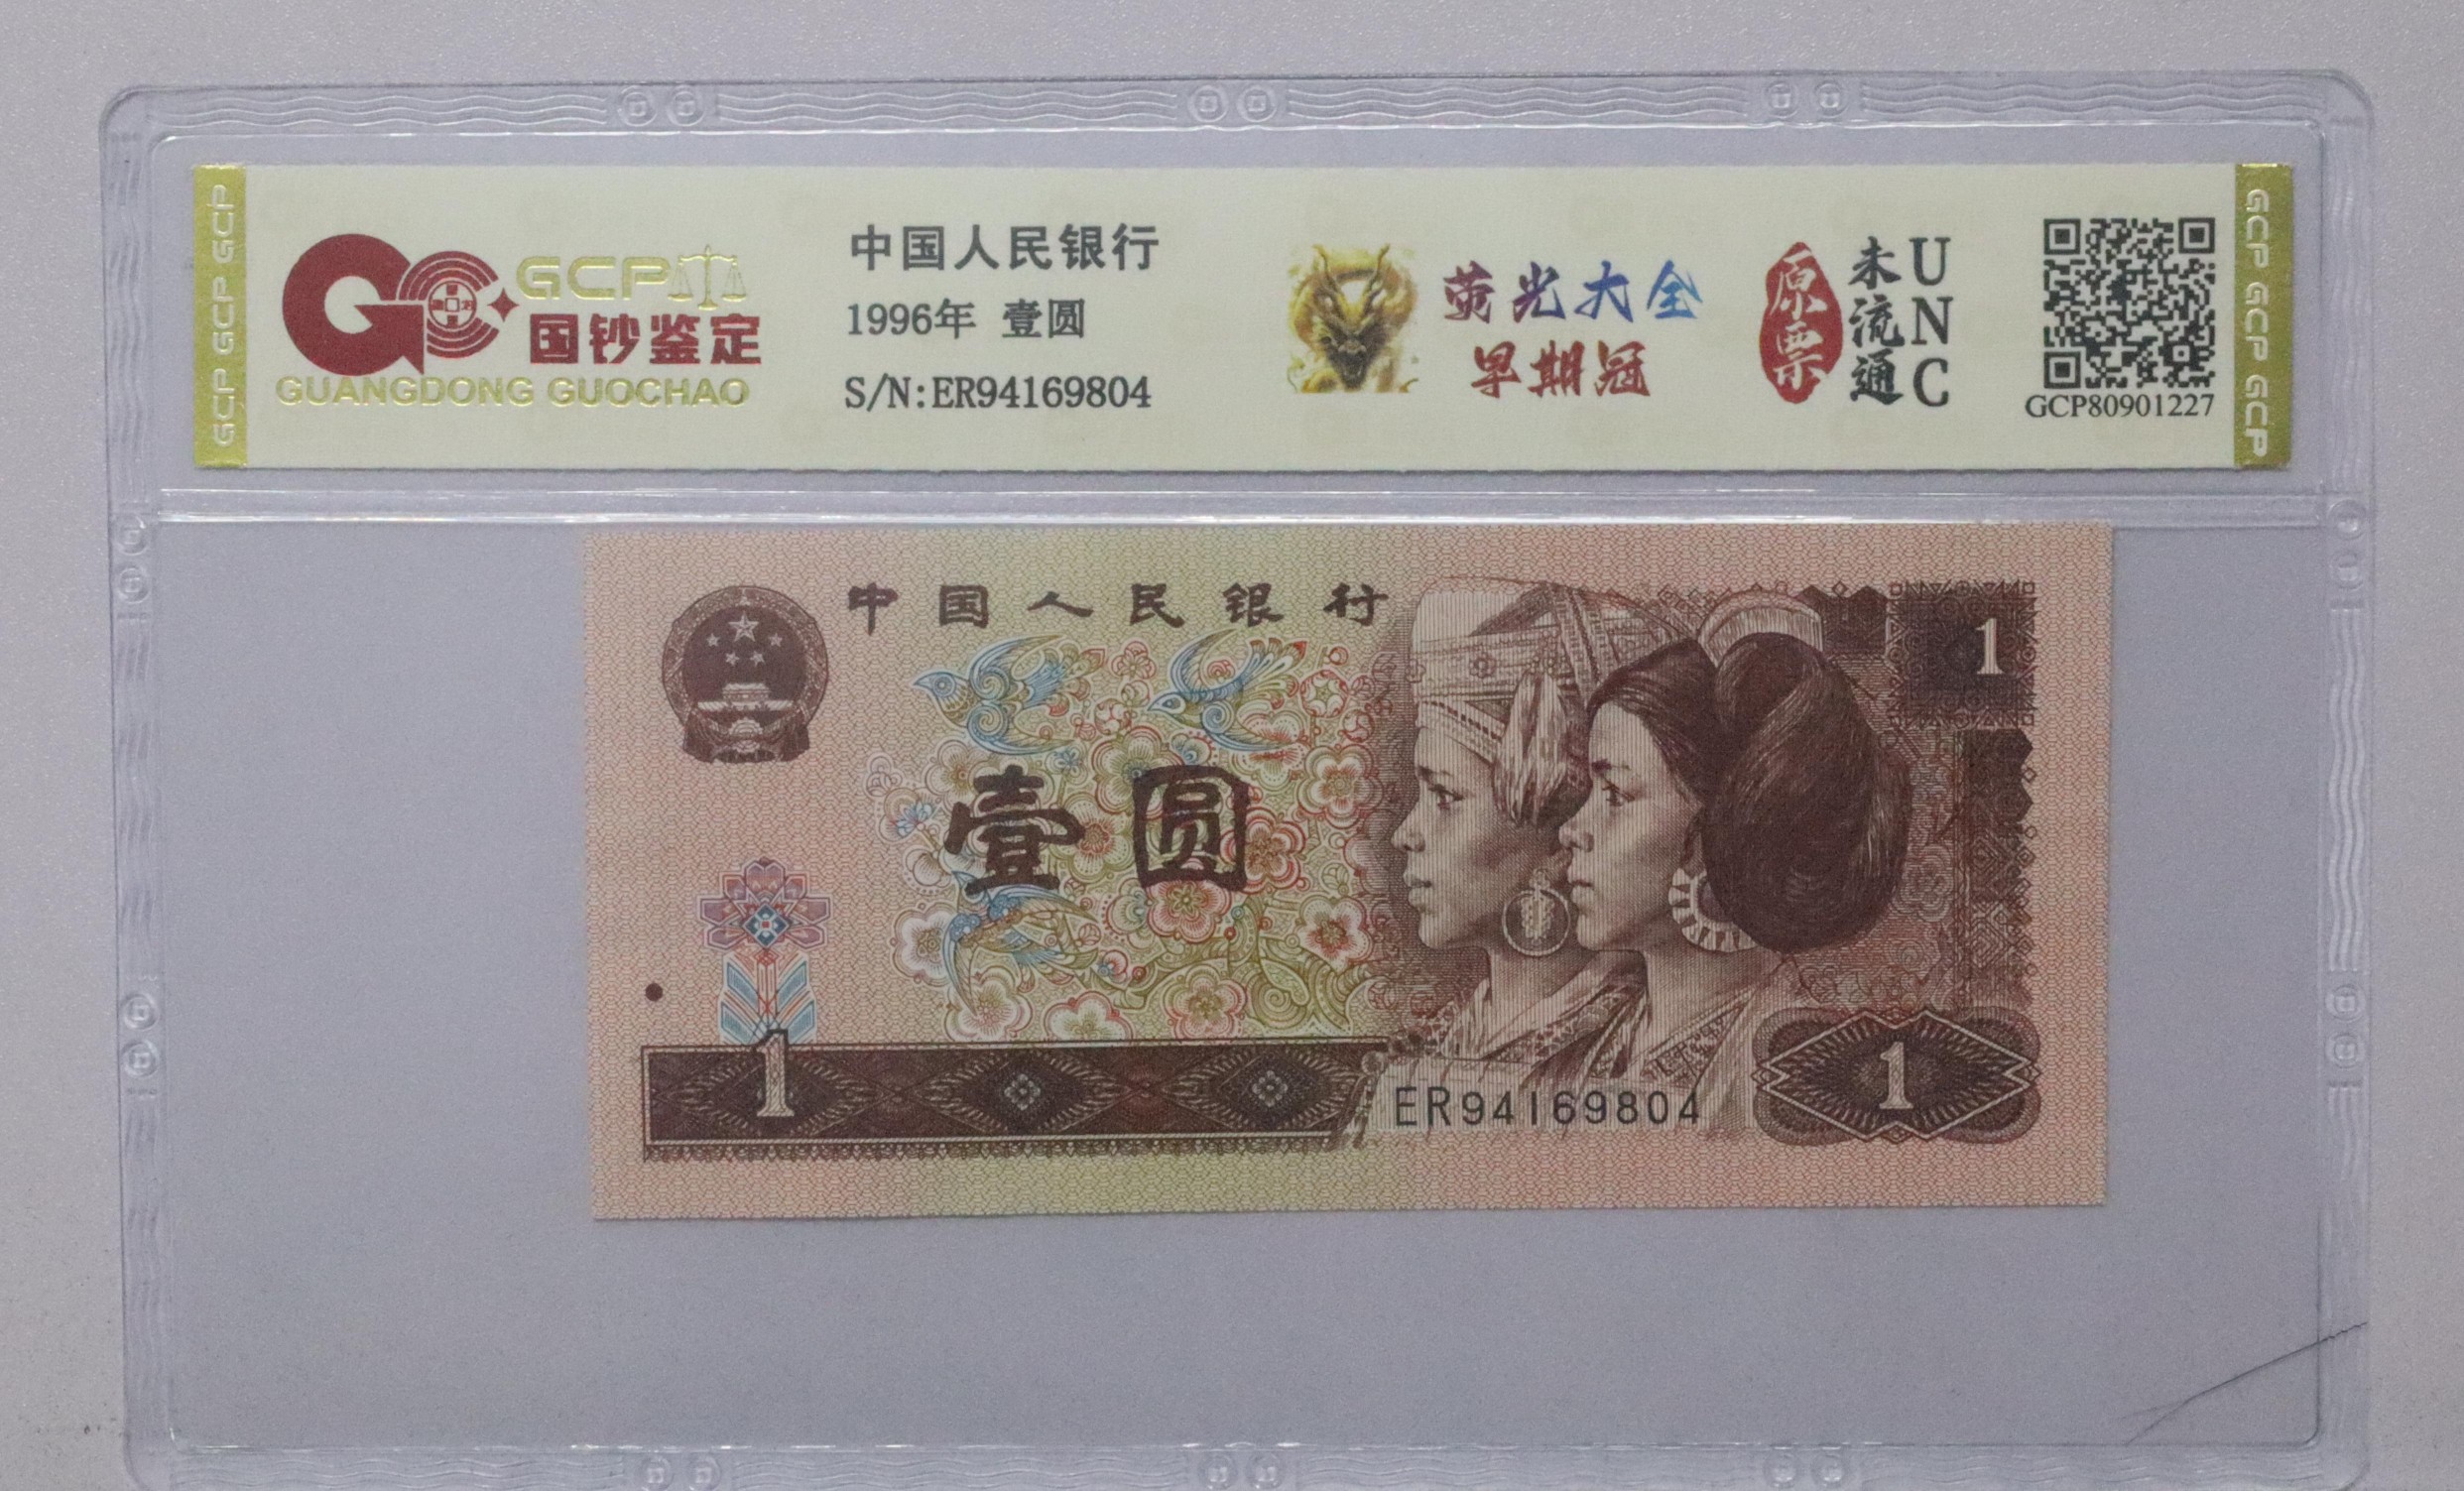 GCP GCP GCP
GCP
国钞鉴定
GUANGDONG GUOCHAO
中国人民银行
1996年 壹圆
S/N:ER94169804
荧光大全
早期冠
原票
未流通
UNC
GCP80901227
GCP GCP GCP
中国人民银行
壹圆
1
1
ER94169804
1